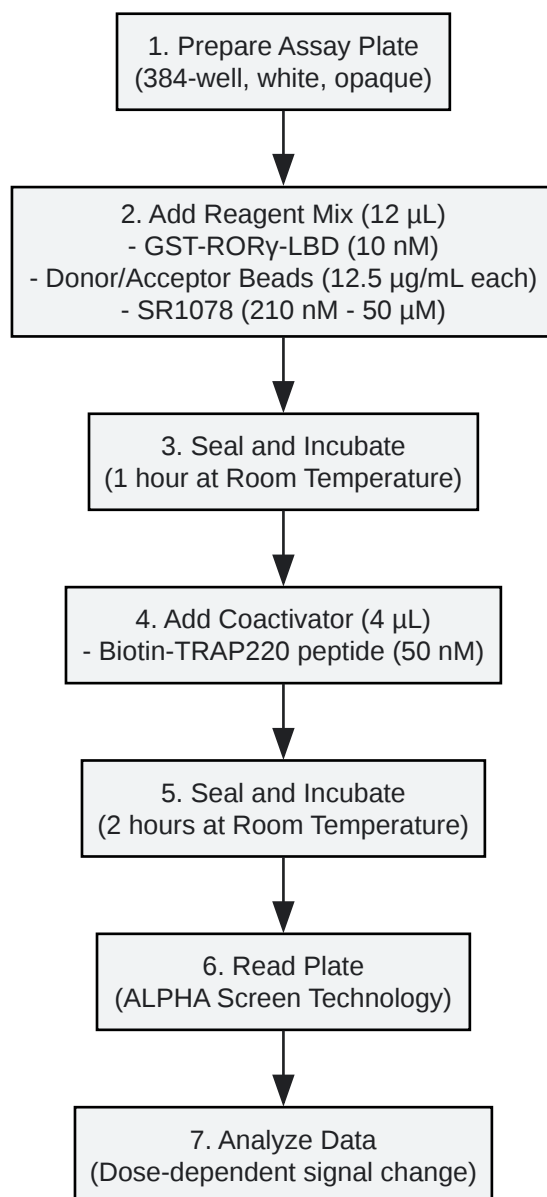 1. Prepare Assay Plate
(384-well, white, opaque)
2. Add Reagent Mix (12 µL)
- GST-RORγ-LBD (10 nM)
- Donor/Acceptor Beads (12.5 µg/mL each)
- SR1078 (210 nM - 50 µM)
3. Seal and Incubate
(1 hour at Room Temperature)
4. Add Coactivator (4 µL)
- Biotin-TRAP220 peptide (50 nM)
5. Seal and Incubate
(2 hours at Room Temperature)
6. Read Plate
(ALPHA Screen Technology)
7. Analyze Data
(Dose-dependent signal change)